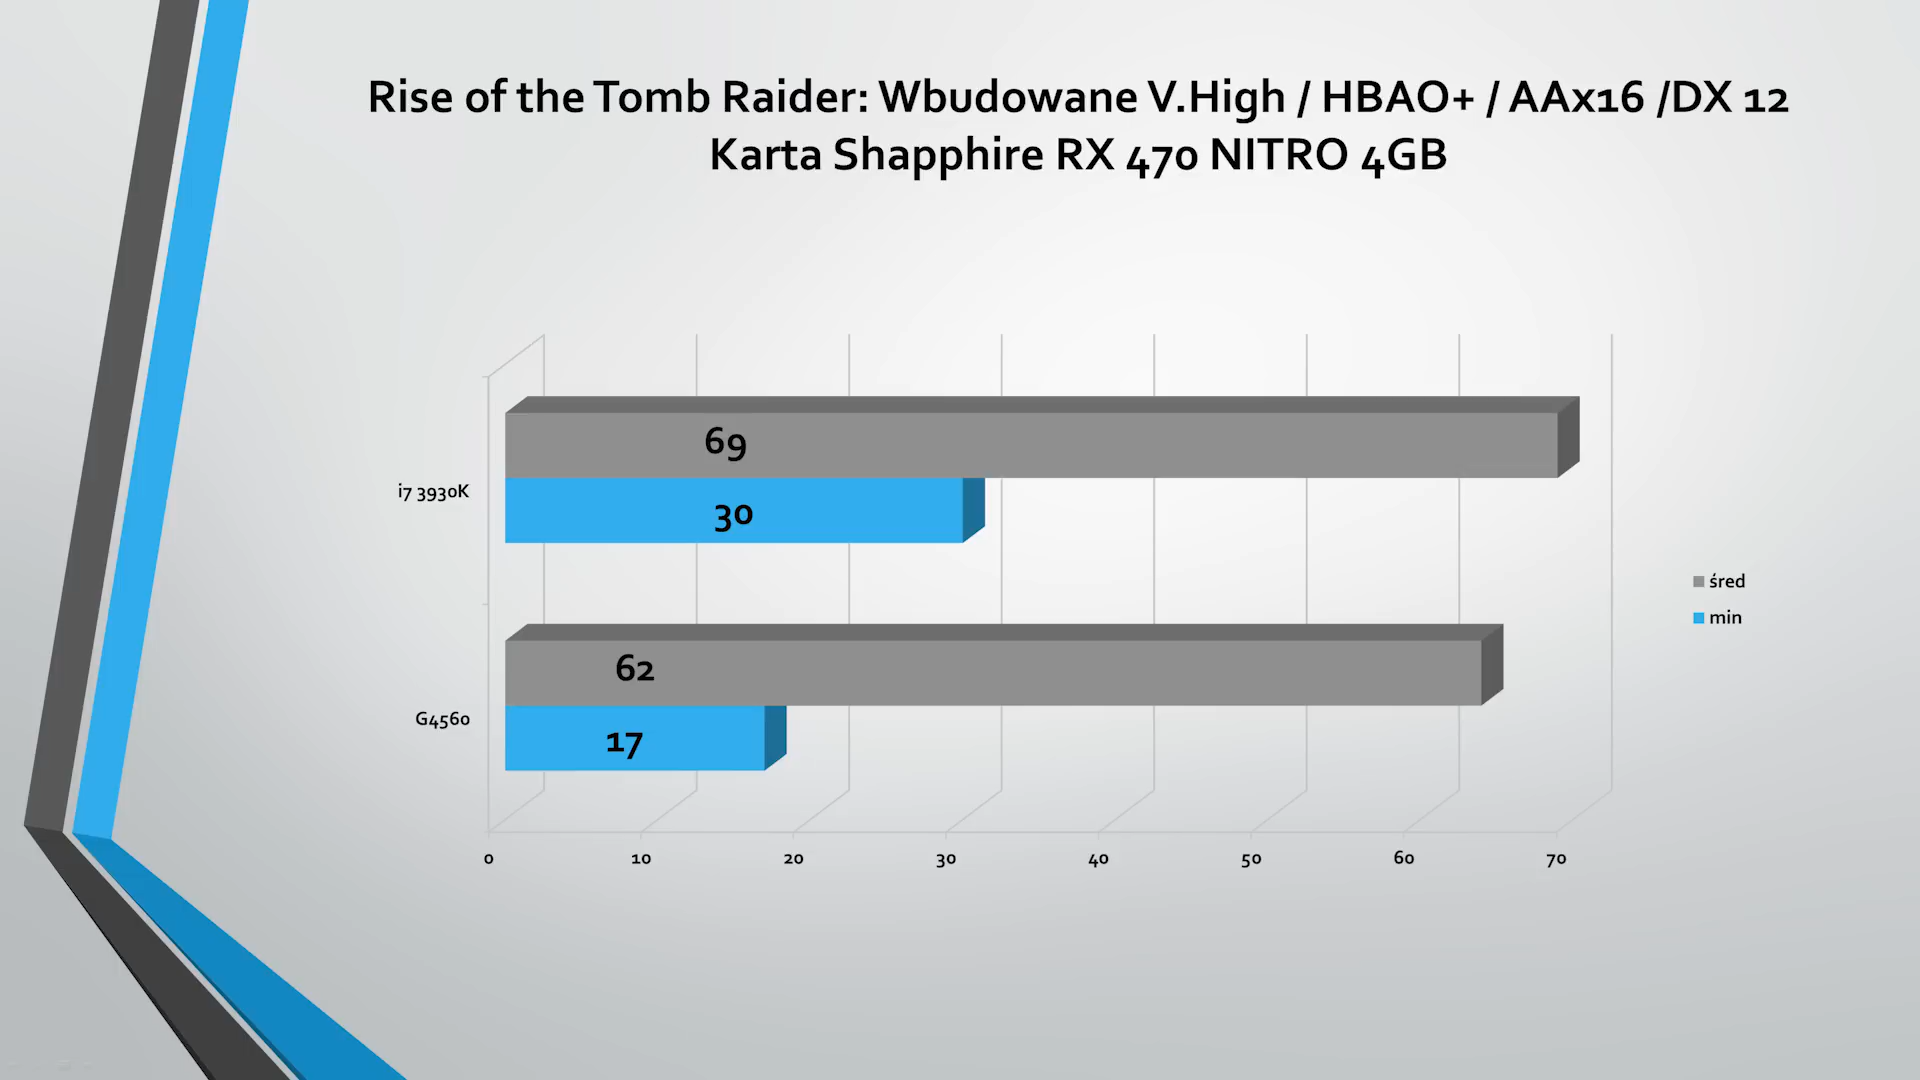 Rise of the Tomb Raider: Wbudowane V.High / HBAO+ / AAx16 /DX 12
Karta Shapphire RX 470 NITRO 4GB
69
i7 3930K
30
śred
min
62
G4560
17
0 10 20 30 40 50 60 70